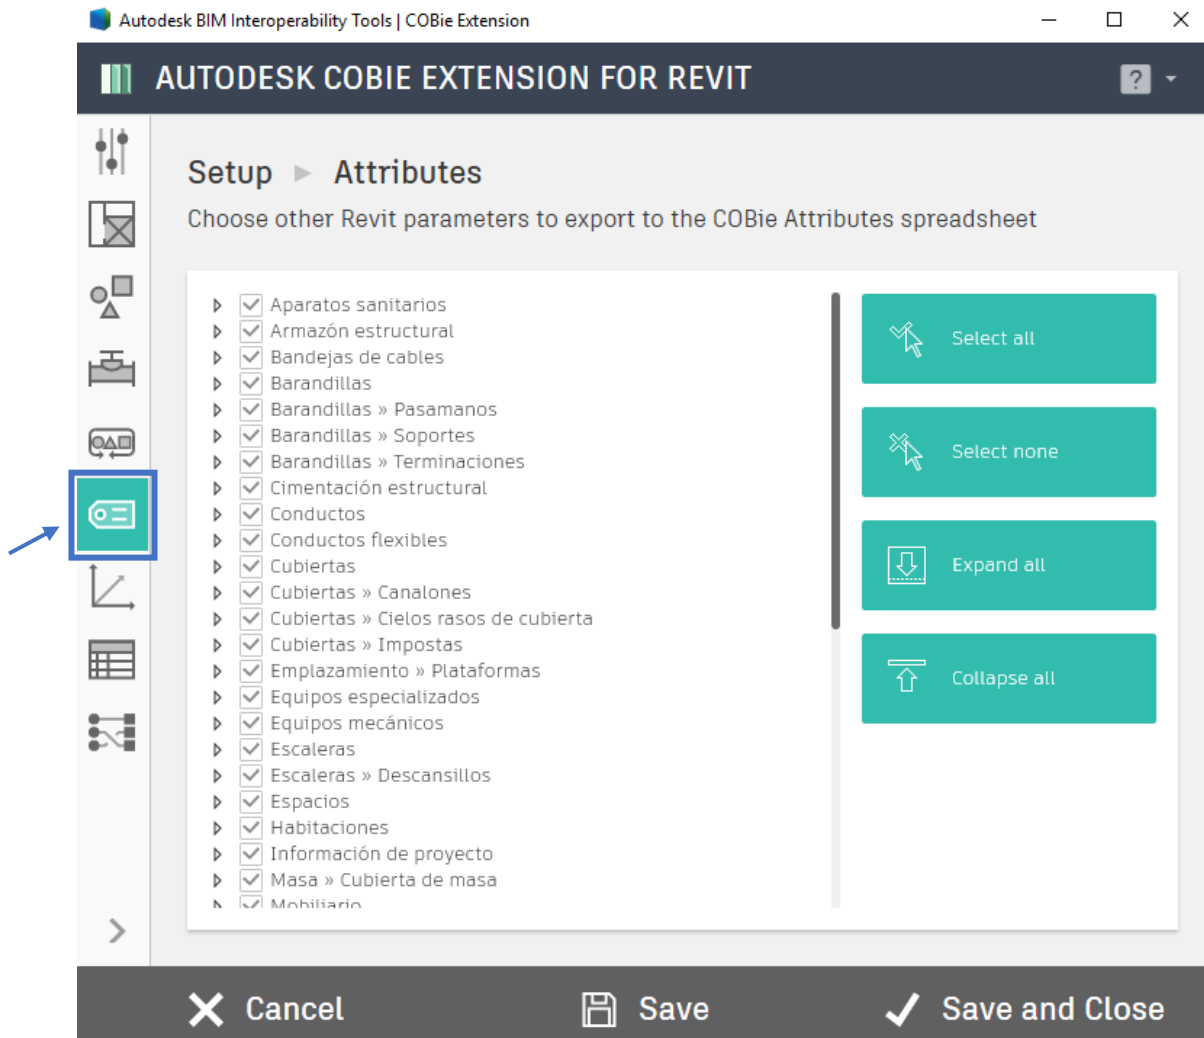 Autodesk BIM Interoperability Tools | COBie Extension
AUTODESK COBIE EXTENSION FOR REVIT
?
Setup ► Attributes
Choose other Revit parameters to export to the COBie Attributes spreadsheet
Aparatos sanitarios
Armazón estructural
Bandejas de cables
Barandillas
Barandillas » Pasamanos
Barandillas » Soportes
Barandillas » Terminaciones
Cimentación estructural
Conductos
Conductos flexibles
Cubiertas
Cubiertas » Canalones
Cubiertas » Cielos rasos de cubierta
Cubiertas » Impostas
Emplazamiento » Plataformas
Equipos especializados
Equipos mecánicos
Escaleras
Escaleras » Descansillos
Espacios
Habitaciones
Información de proyecto
Masa » Cubierta de masa
Mobiliario
Select all
Select none
Expand all
Collapse all
Cancel
Save
Save and Close